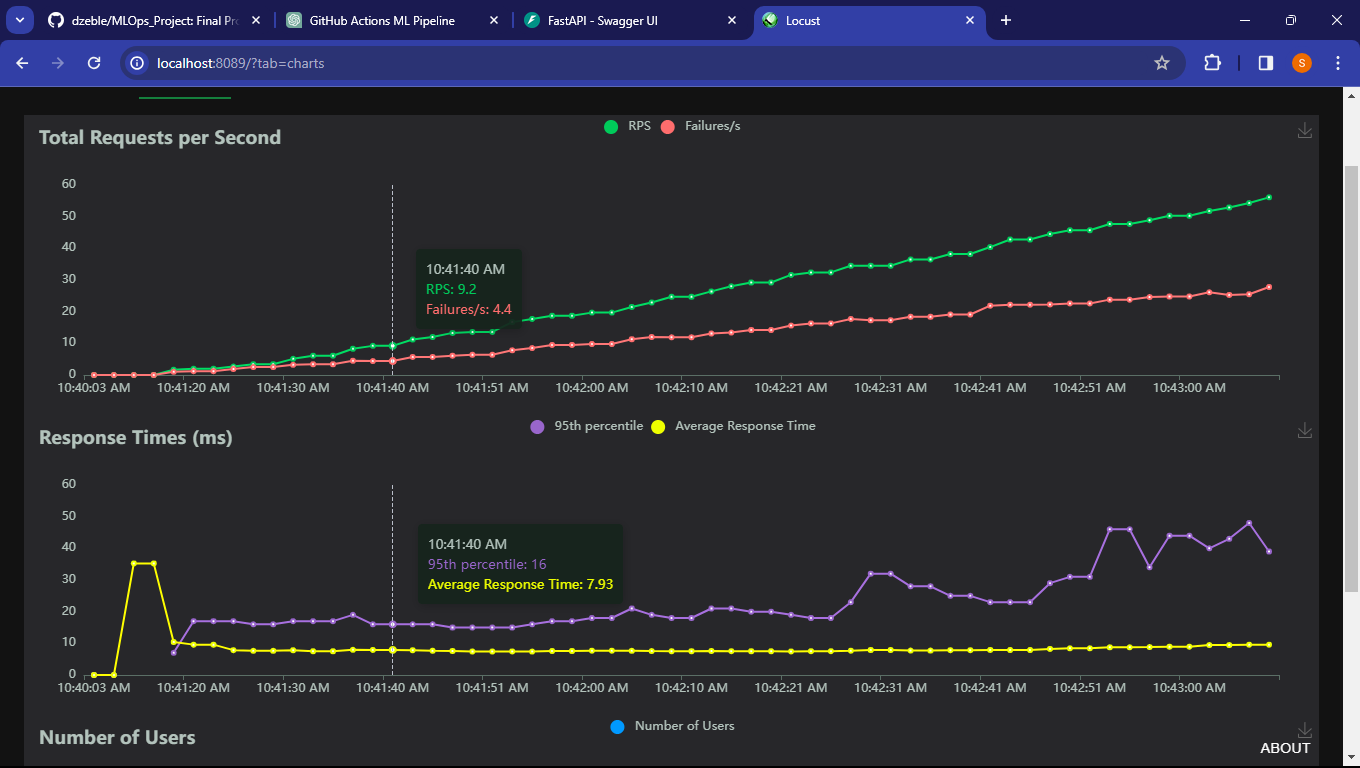 dzeble/MLOps_Project: Final Pr
GitHub Actions ML Pipeline
FastAPI - Swagger UI
Locust
localhost:8089/?tab=charts
S
Total Requests per Second
RPS
Failures/s
60
50
40
30
20
10
0
10:41:40 AM
RPS: 9.2
Failures/s: 4.4
10:40:03 AM 10:41:20 AM 10:41:30 AM 10:41:40 AM 10:41:51 AM 10:42:00 AM 10:42:10 AM 10:42:21 AM 10:42:31 AM 10:42:41 AM 10:42:51 AM 10:43:00 AM
Response Times (ms)
95th percentile
Average Response Time
60
50
40
30
20
10
0
10:41:40 AM
95th percentile: 16
Average Response Time: 7.93
10:40:03 AM 10:41:20 AM 10:41:30 AM 10:41:40 AM 10:41:51 AM 10:42:00 AM 10:42:10 AM 10:42:21 AM 10:42:31 AM 10:42:41 AM 10:42:51 AM 10:43:00 AM
Number of Users
Number of Users
ABOUT